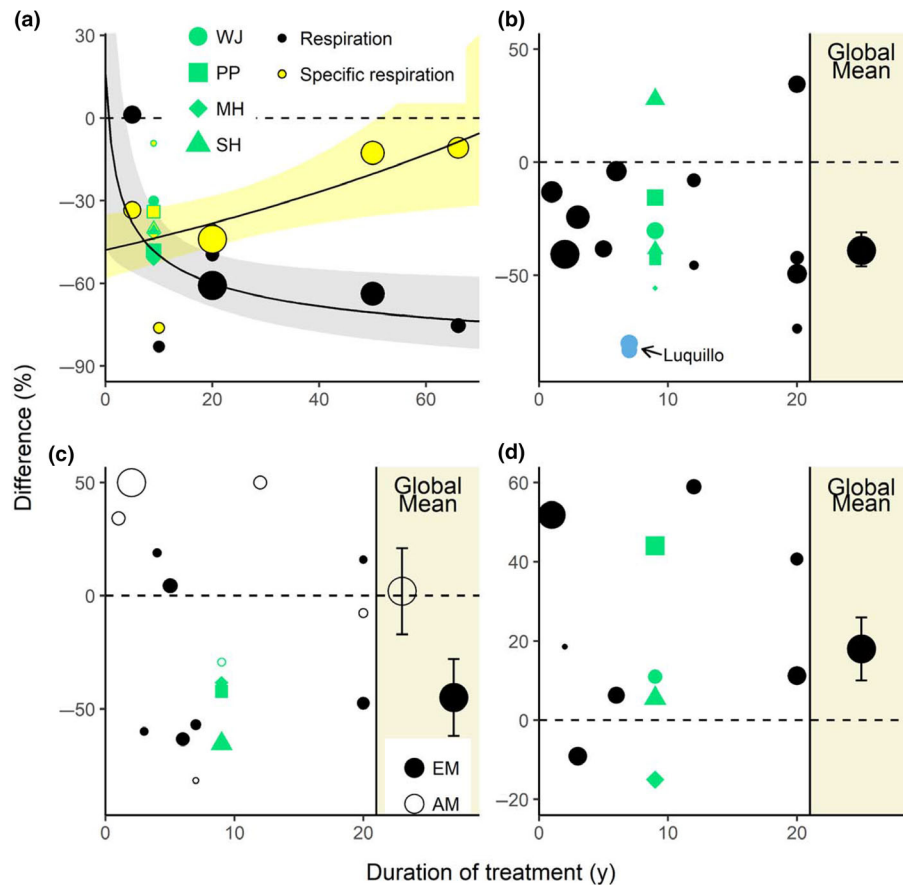 (a)
30
0
−30
−60
−90
0 20 40 60
WJ
PP
MH
SH
Respiration
Specific respiration
(b)
50
0
−50
0 10 20
Global
Mean
Luquillo
Difference (%)
(c)
50
0
−50
0 10 20
Global
Mean
EM
AM
(d)
60
40
20
0
−20
0 10 20
Global
Mean
Duration of treatment (y)